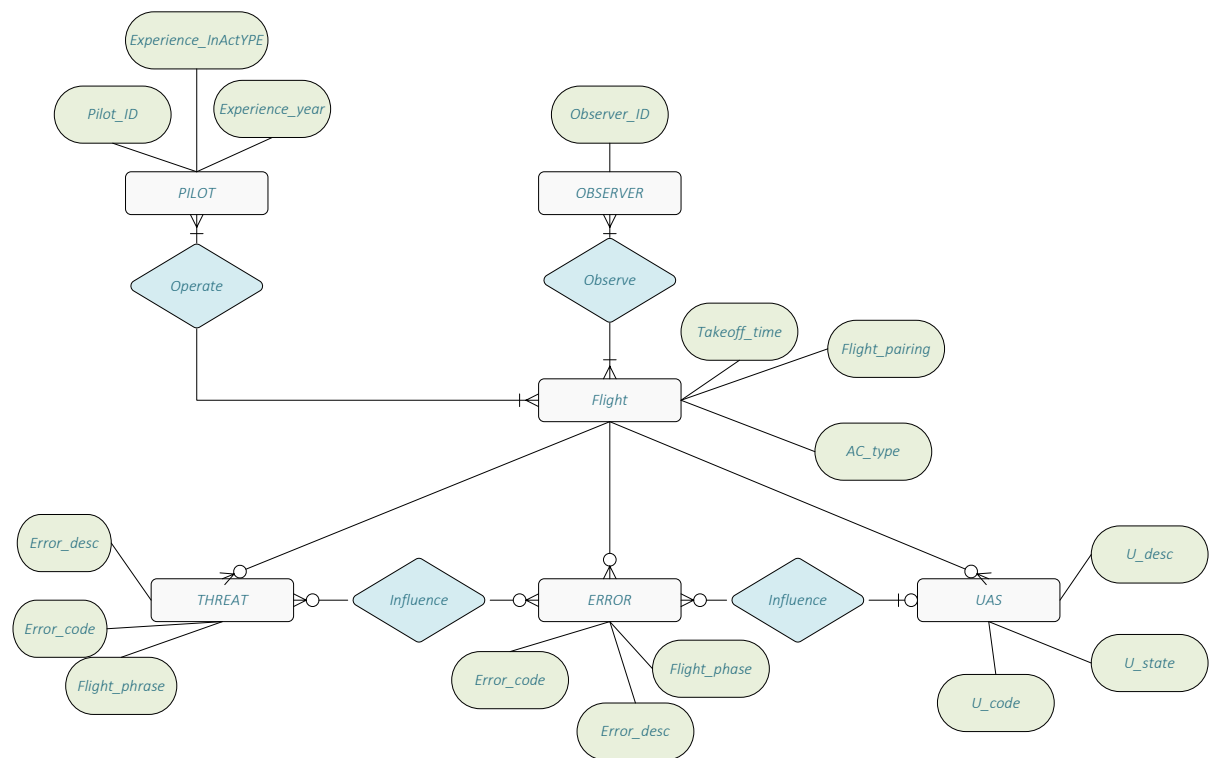 Experience_InActYPE
Pilot_ID
Experience_year
Observer_ID
PILOT
OBSERVER
Operate
Observe
Takeoff_time
Flight_pairing
Flight
AC_type
Error_desc
U_desc
THREAT
Influence
ERROR
Influence
UAS
Error_code
Flight_phrase
Error_code
Flight_phase
U_state
U_code
Error_desc